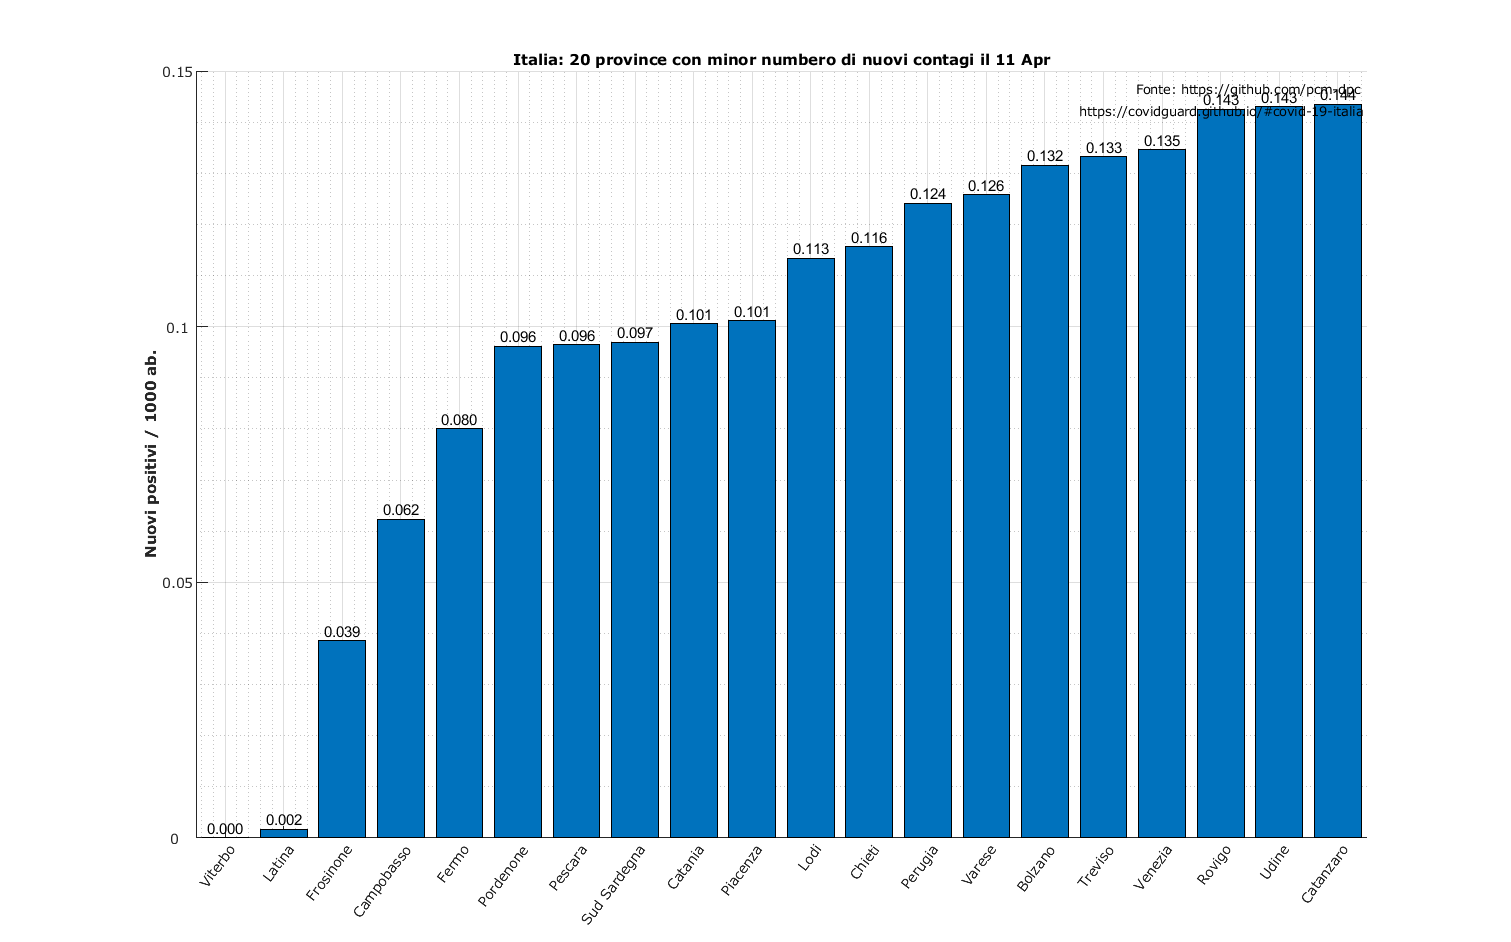 Italia: 20 province con minor numbero di nuovi contagi il 11 Apr
Fonte: https://github.com/pcm-dpc
https://covidguard.github.io/#covid-19-italia
Nuovi positivi / 1000 ab.
0.15
0.1
0.05
0
0.000
0.002
0.039
0.062
0.080
0.096
0.096
0.097
0.101
0.101
0.113
0.116
0.124
0.126
0.132
0.133
0.135
0.143
0.143
0.144
Viterbo
Latina
Frosinone
Campobasso
Fermo
Pordenone
Pescara
Sud Sardegna
Catania
Piacenza
Lodi
Chieti
Perugia
Varese
Bolzano
Treviso
Venezia
Rovigo
Udine
Catanzaro